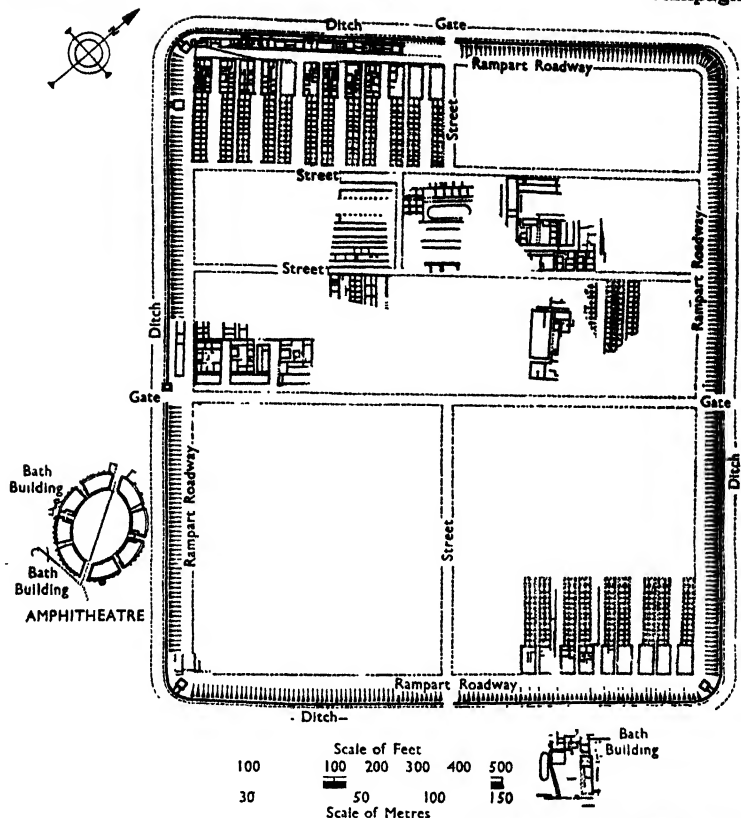 Ditch Gate
N
Rampart Roadway
Street
Street
Rampart Roadway
Street
Ditch
Gate
Gate
Ditch
Bath
Building
Rampart Roadway
Street
Bath
Building
AMPHITHEATRE
Rampart Roadway
Ditch
Bath
Building
Scale of Feet
100 100 200 300 400 500
30 50 100 150
Scale of Metres